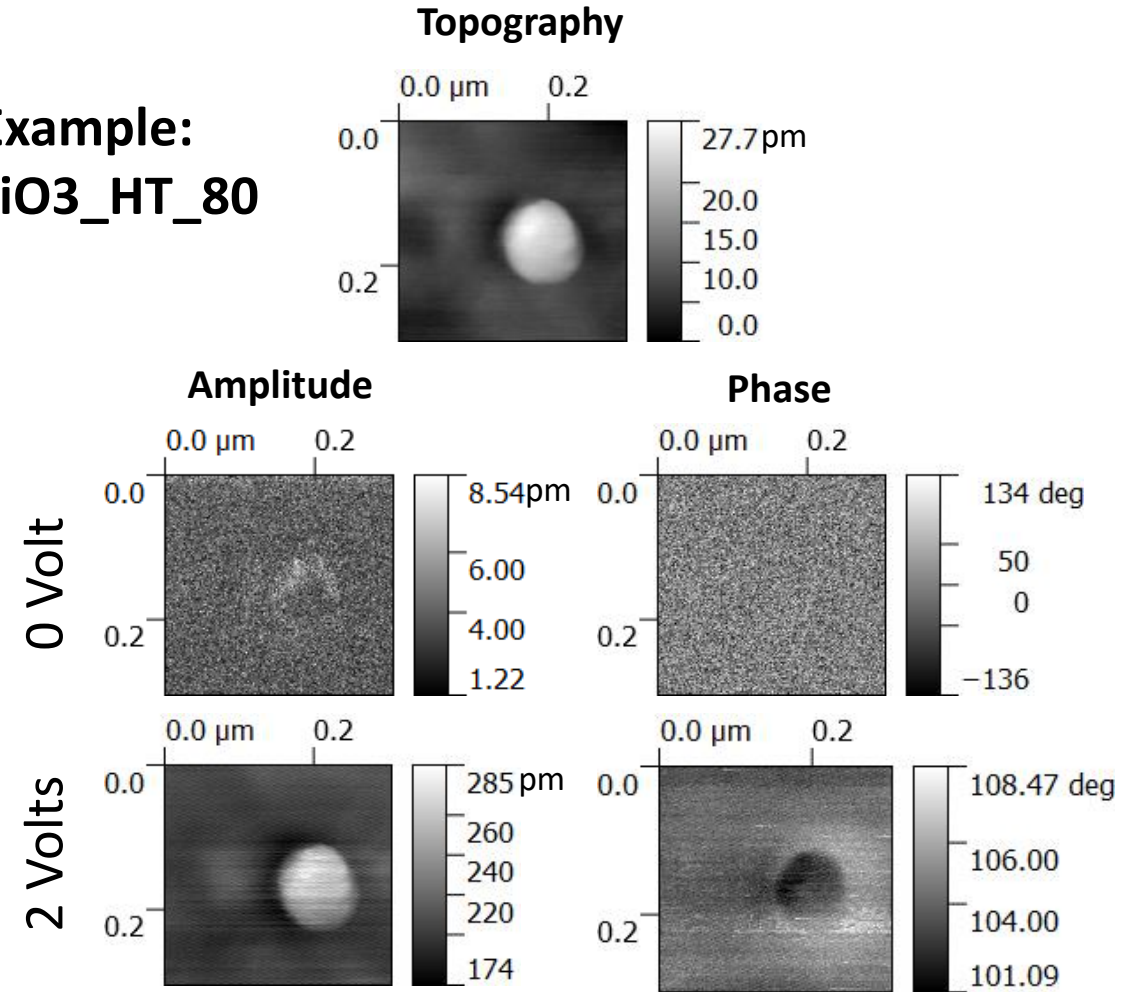 Topography
0.0 µm 0.2
Example:
iO3_HT_80
0.0
0.2
27.7pm
20.0
15.0
10.0
0.0
Amplitude
Phase
0 Volt
0.0 µm 0.2
0.0
0.2
8.54pm
6.00
4.00
1.22
0.0 µm 0.2
0.0
0.2
134 deg
50
0
−136
2 Volts
0.0 µm 0.2
0.0
0.2
285 pm
260
240
220
174
0.0 µm 0.2
0.0
0.2
108.47 deg
106.00
104.00
101.09